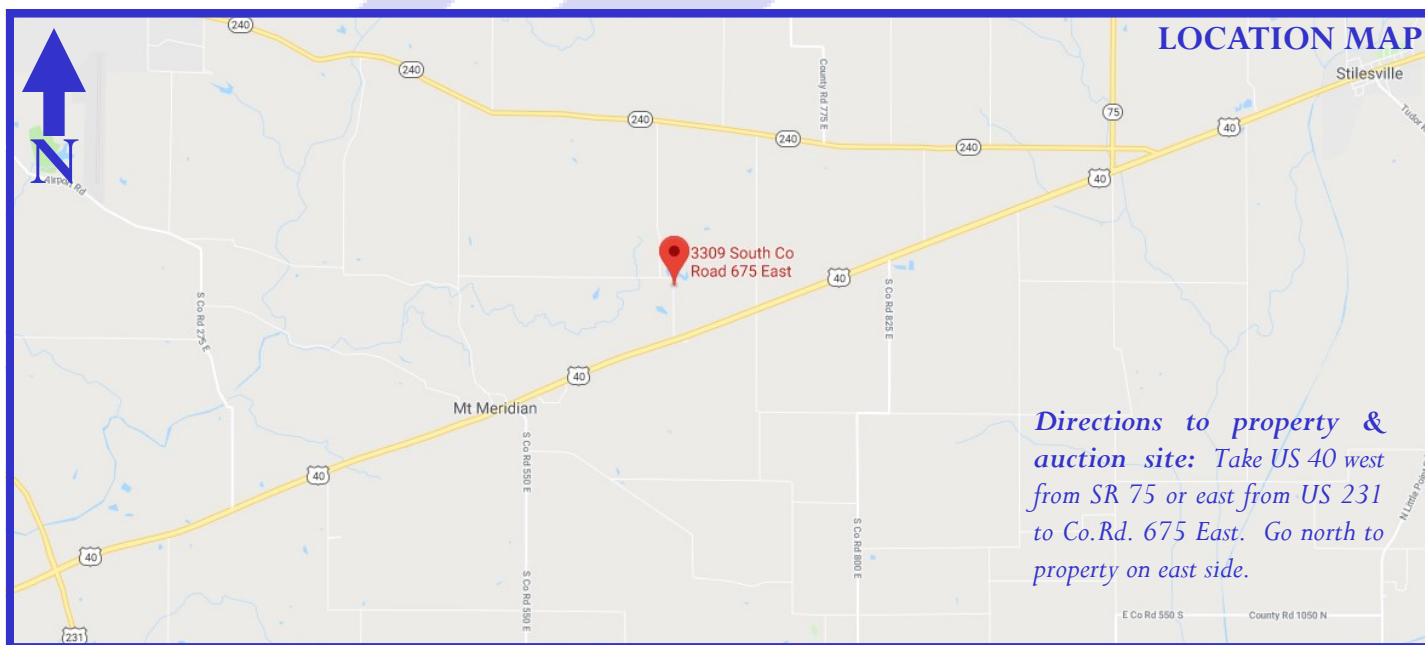 LOCATION MAP
N
240
240
240
240
240
County Rd 775 E
75
40
Stilesville
40
Airport Rd
3309 South Co
Road 675 East
40
S Co Rd 275 E
S Co Rd 825 E
40
Mt Meridian
S Co Rd 550 E
40
40
231
S Co Rd 550 E
S Co Rd 800 E
Directions to property &
auction site: Take US 40 west
from SR 75 or east from US 231
to Co.Rd. 675 East. Go north to
property on east side.
E Co Rd 550 S
County Rd 1050 N
N Little Point
Tudor